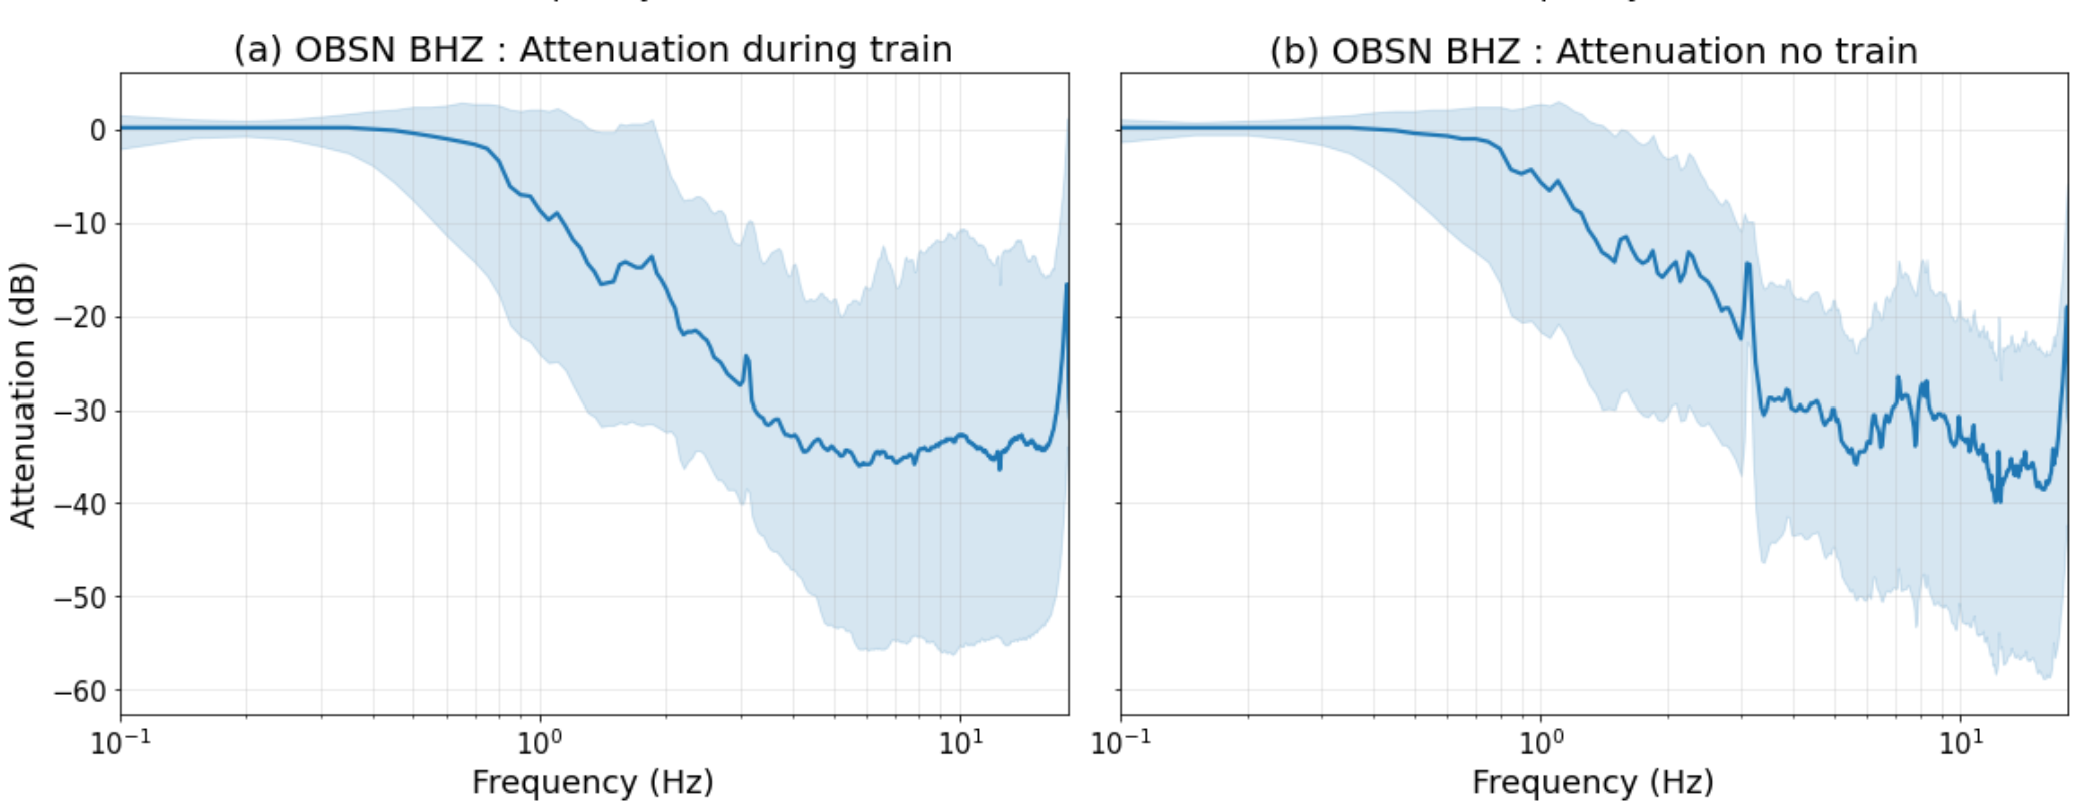 (a) OBSN BHZ : Attenuation during train
(b) OBSN BHZ : Attenuation no train
Attenuation (dB)
0
−10
−20
−30
−40
−50
−60
10⁻¹
10⁰
10¹
10⁻¹
10⁰
10¹
Frequency (Hz)
Frequency (Hz)